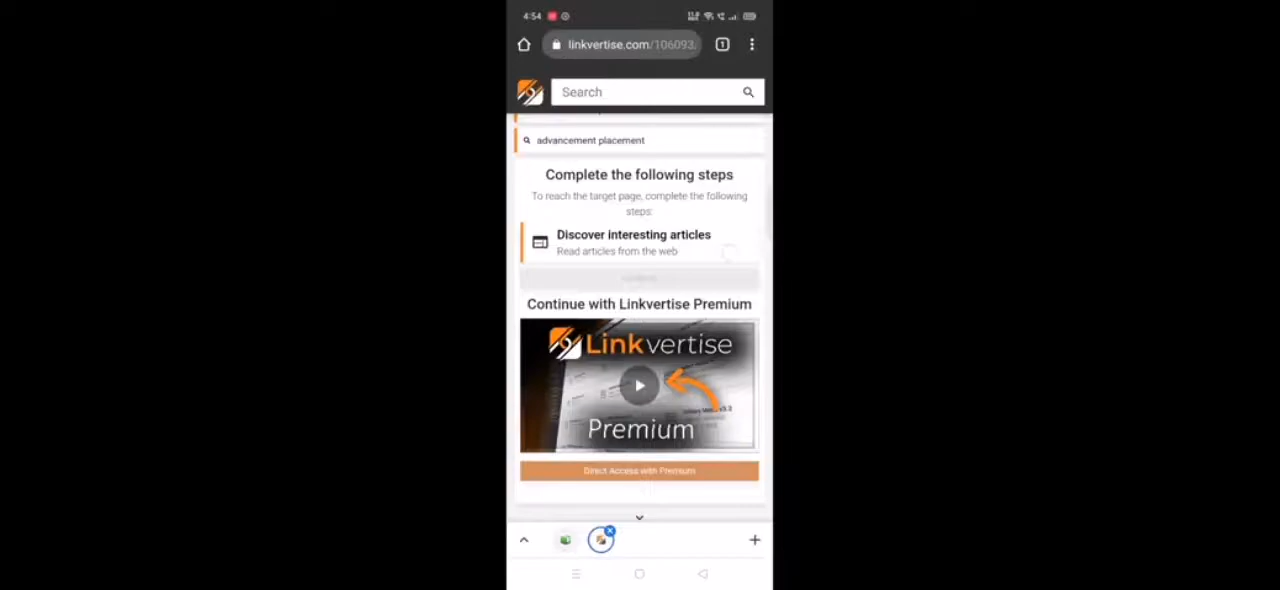 4:54
linkvertise.com/106093
1
Search
advancement placement
Complete the following steps
To reach the target page, complete the following
steps:
Discover interesting articles
Read articles from the web
Continue with Linkvertise Premium
Linkvertise
Premium
Direct Access with Premium